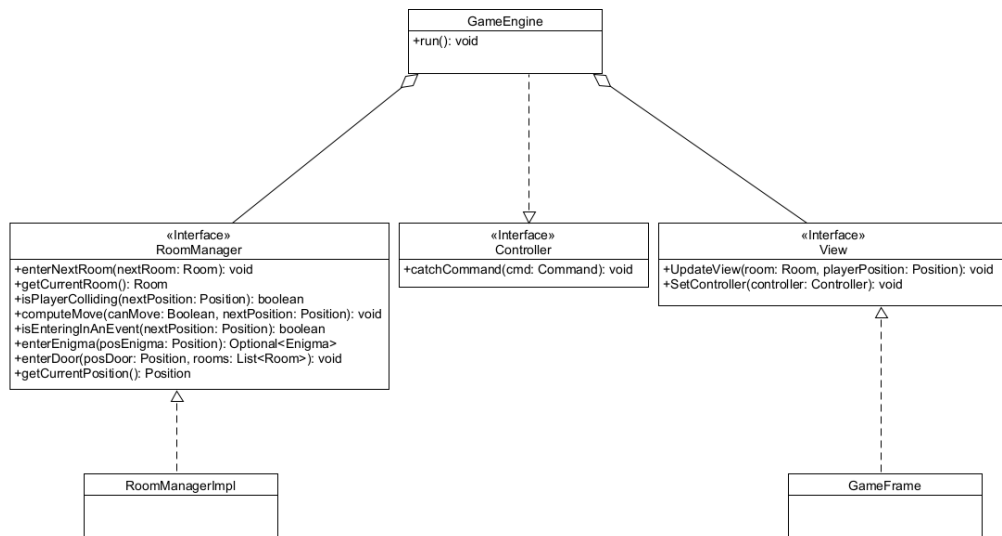 GameEngine
+run(): void
«Interface»
RoomManager
+enterNextRoom(nextRoom: Room): void
+getCurrentRoom(): Room
+isPlayerColliding(nextPosition: Position): boolean
+computeMove(canMove: Boolean, nextPosition: Position): void
+isEnteringInAnEvent(nextPosition: Position): boolean
+enterEnigma(posEnigma: Position): Optional<Enigma>
+enterDoor(posDoor: Position, rooms: List<Room>): void
+getCurrentPosition(): Position
«Interface»
Controller
+catchCommand(cmd: Command): void
«Interface»
View
+UpdateView(room: Room, playerPosition: Position): void
+SetController(controller: Controller): void
RoomManagerImpl
GameFrame